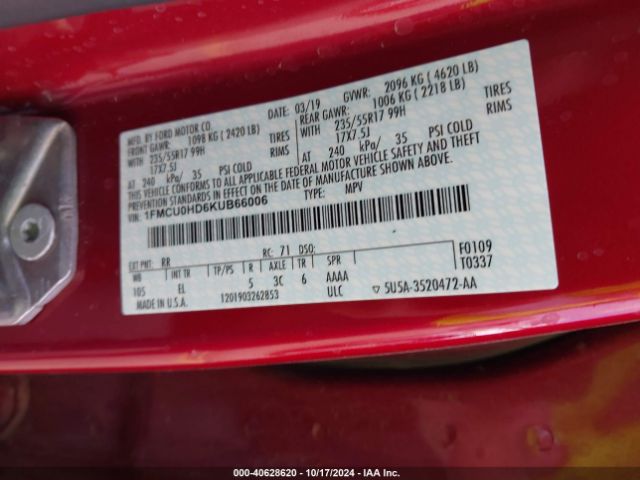 MFD. BY FORD MOTOR CO.
DATE: 03/19 GVWR: 2096 KG ( 4620 LB)
FRONT GAWR: 1098 KG ( 2420 LB) REAR GAWR: 1006 KG ( 2218 LB)
WITH 235/55R17 99H TIRES WITH 235/55R17 99H TIRES
17X7.5J RIMS 17X7.5J RIMS
AT 240 kPa/ 35 PSI COLD AT 240 kPa/ 35 PSI COLD
THIS VEHICLE CONFORMS TO ALL APPLICABLE FEDERAL MOTOR VEHICLE SAFETY AND THEFT
PREVENTION STANDARDS IN EFFECT ON THE DATE OF MANUFACTURE SHOWN ABOVE.
VIN: 1FMCU0HD6KUB66006 TYPE: MPV
EXT PNT: RR RC: 71 DSO: F0109
WB INT TR TP/PS R AXLE TR SPR T0337
105 EL 5 3C 6 AAAA
MADE IN U.S.A. 1201903262853 ULC ▽ 5U5A-3520472-AA
000-40628620 - 10/17/2024 - IAA Inc.